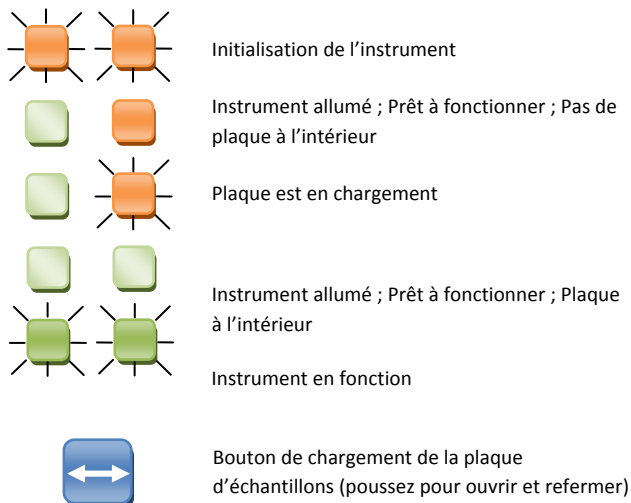 Initialisation de l'instrument
Instrument allumé ; Prêt à fonctionner ; Pas de
plaque à l'intérieur
Plaque est en chargement
Instrument allumé ; Prêt à fonctionner ; Plaque
à l'intérieur
Instrument en fonction
Bouton de chargement de la plaque
d'échantillons (poussez pour ouvrir et refermer)